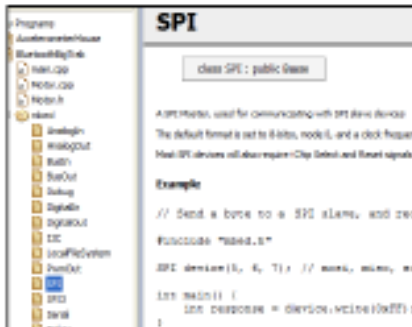 Programs
AccelerometerMouse
BluetoothBigTrak
main.cpp
Motor.cpp
Motor.h
mbed
AnalogIn
AnalogOut
BusIn
BusOut
Debug
DigitalIn
DigitalOut
I2C
LocalFileSystem
PwmOut
SPI
SPI3
Serial
SPI
class SPI : public Base
A SPI Master, used for communicating with SPI slave devices
The default format is set to 8-bits, mode 0, and a clock freque
Most SPI devices will also require Chip Select and Reset signals
Example
// Send a byte to a SPI slave, and rec
#include "mbed.h"
SPI device(5, 6, 7); // mosi, miso, s
int main() {
int response = device.write(0xFF)
}